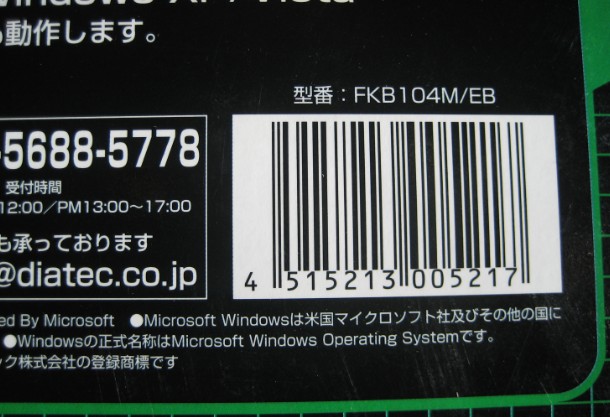 動作します。
型番：FKB104M/EB
5688-5778
受付時間
12:00／PM13:00～17:00
も承っております
@diatec.co.jp
4 515213 005217
ed By Microsoft ●Microsoft Windowsは米国マイクロソフト社及びその他の国に
●Windowsの正式名称はMicrosoft Windows Operating Systemです。
ック株式会社の登録商標です